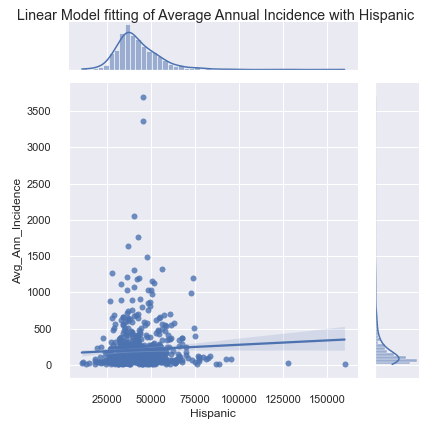 Linear Model fitting of Average Annual Incidence with Hispanic
3500
3000
2500
2000
1500
1000
500
0
Avg_Ann_Incidence
25000 50000 75000 100000 125000 150000
Hispanic